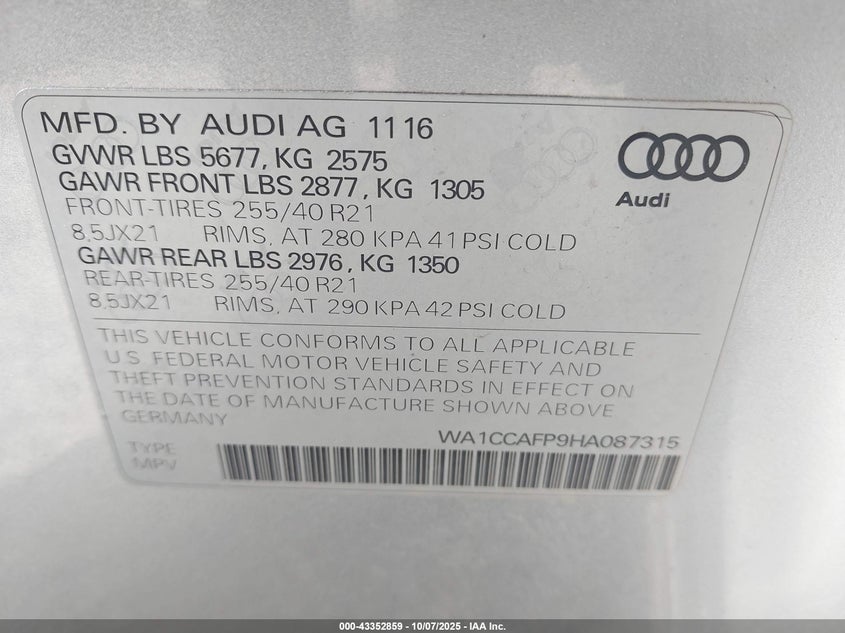 MFD. BY AUDI AG 1116
GVWR LBS 5677, KG 2575
GAWR FRONT LBS 2877, KG 1305
FRONT-TIRES 255/40 R21
8,5JX21 RIMS, AT 280 KPA 41 PSI COLD
GAWR REAR LBS 2976, KG 1350
REAR-TIRES 255/40 R21
8,5JX21 RIMS, AT 290 KPA 42 PSI COLD
Audi
THIS VEHICLE CONFORMS TO ALL APPLICABLE
U.S. FEDERAL MOTOR VEHICLE SAFETY AND
THEFT PREVENTION STANDARDS IN EFFECT ON
THE DATE OF MANUFACTURE SHOWN ABOVE
GERMANY
WA1CCAFP9HA087315
TYPE
MPV
000-43352859 - 10/07/2025 - IAA Inc.